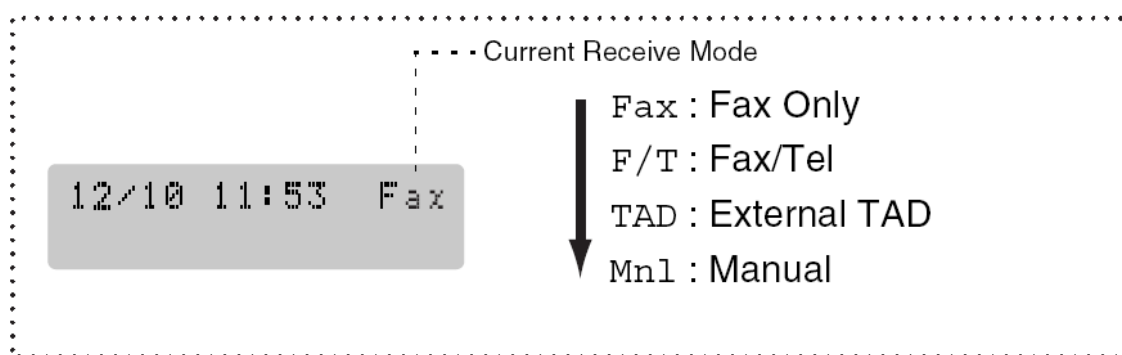 Current Receive Mode
Fax : Fax Only
F/T : Fax/Tel
12/10 11:53 Fax
TAD : External TAD
Mnl : Manual